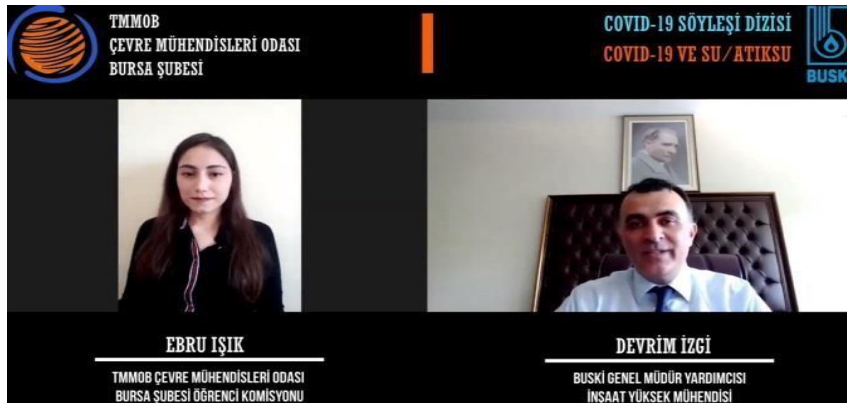 TMMOB
ÇEVRE MÜHENDİSLERİ ODASI
BURSA ŞUBESİ
COVID-19 SÖYLEŞİ DİZİSİ
COVID-19 VE SU/ATIKSU
BUSKİ
EBRU IŞIK
TMMOB ÇEVRE MÜHENDİSLERİ ODASI
BURSA ŞUBESİ ÖĞRENCİ KOMİSYONU
DEVRİM İZGİ
BUSKİ GENEL MÜDÜR YARDIMCISI
İNŞAAT YÜKSEK MÜHENDİSİ